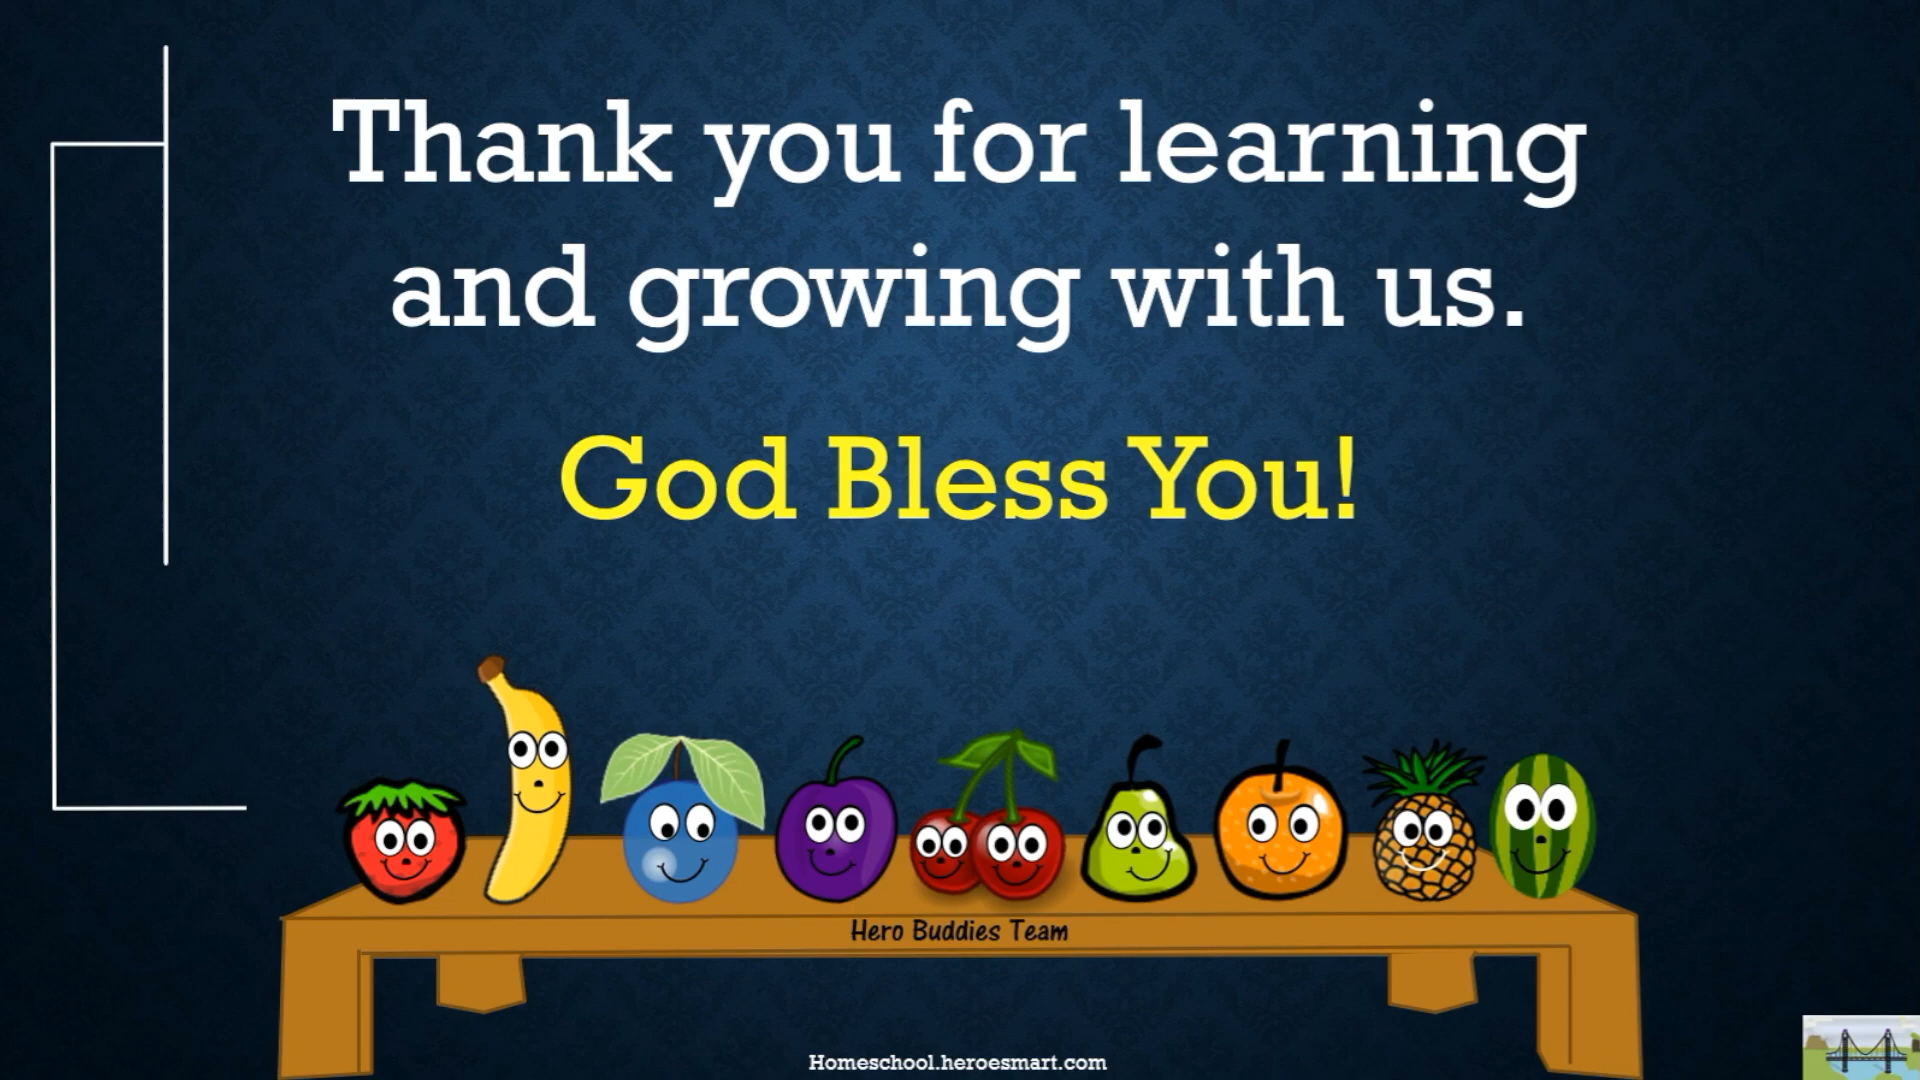 Thank you for learning
and growing with us.
God Bless You!
Hero Buddies Team
Homeschool.heroesmart.com